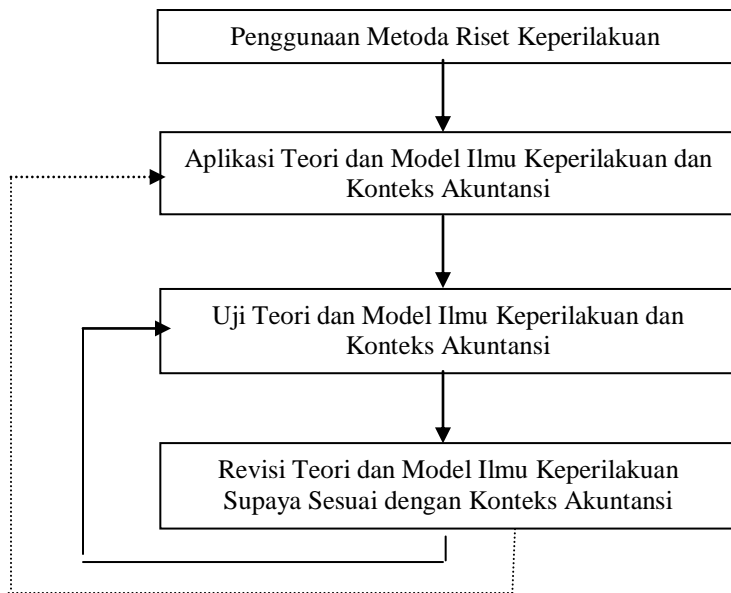 Penggunaan Metoda Riset Keperilakuan
Aplikasi Teori dan Model Ilmu Keperilakuan dan
Konteks Akuntansi
Uji Teori dan Model Ilmu Keperilakuan dan
Konteks Akuntansi
Revisi Teori dan Model Ilmu Keperilakuan
Supaya Sesuai dengan Konteks Akuntansi